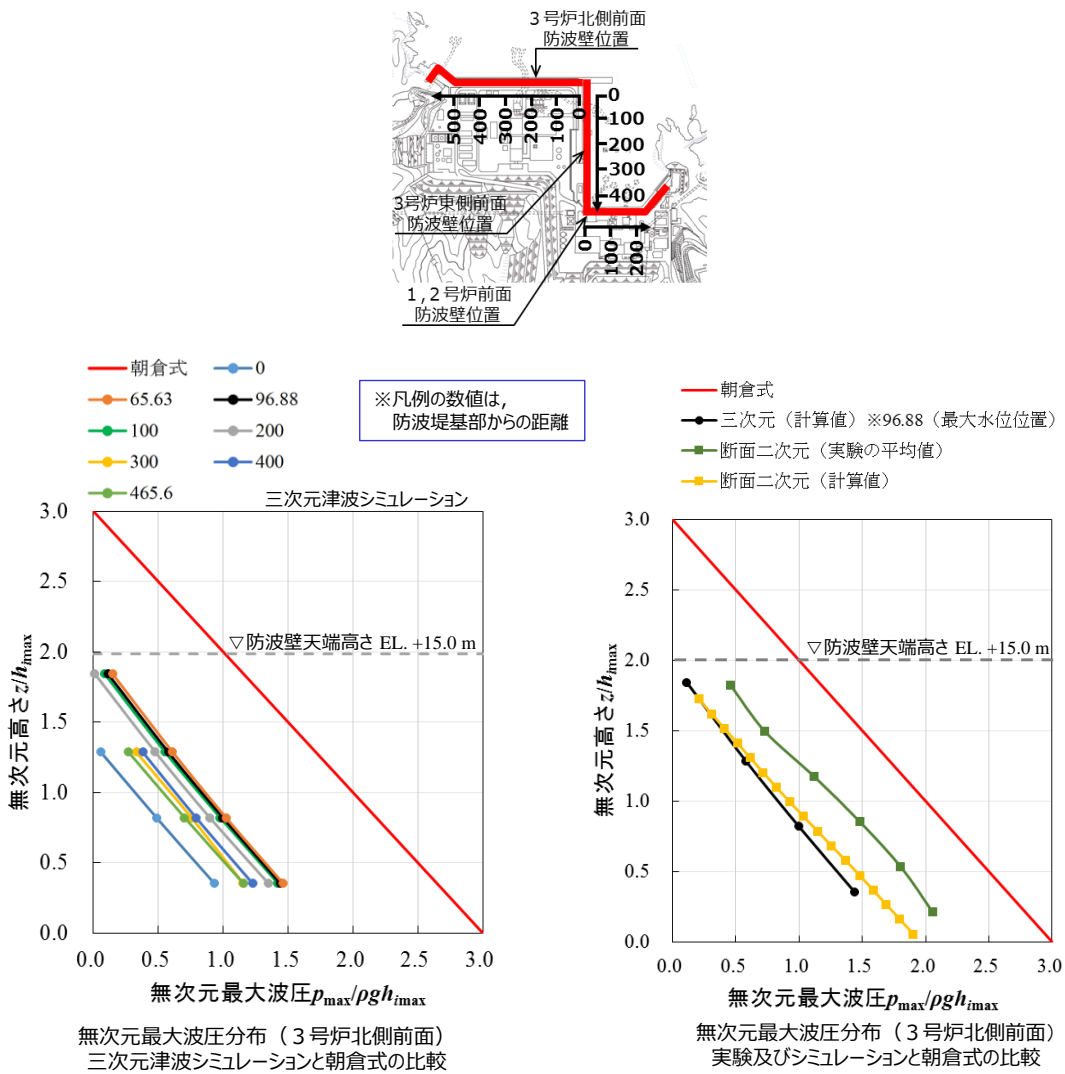 3号炉北側前面
防波壁位置
0
100
200
300
400
500
400
300
200
100
0
3号炉東側前面
防波壁位置
0
100
200
1,2号炉前面
防波壁位置
朝倉式
0
65.63
96.88
100
200
300
400
465.6
※凡例の数値は,
防波堤基部からの距離
三次元津波シミュレーション
3.0
2.5
2.0
1.5
1.0
0.5
0.0
▽防波壁天端高さ EL. +15.0 m
無次元高さz/himax
0.0 0.5 1.0 1.5 2.0 2.5 3.0
無次元最大波圧pmax/ρghimax
無次元最大波圧分布(3号炉北側前面)
三次元津波シミュレーションと朝倉式の比較
朝倉式
三次元(計算値)※96.88(最大水位位置)
断面二次元(実験の平均値)
断面二次元(計算値)
3.0
2.5
2.0
1.5
1.0
0.5
0.0
▽防波壁天端高さ EL. +15.0 m
無次元高さz/himax
0.0 0.5 1.0 1.5 2.0 2.5 3.0
無次元最大波圧pmax/ρghimax
無次元最大波圧分布(3号炉北側前面)
実験及びシミュレーションと朝倉式の比較